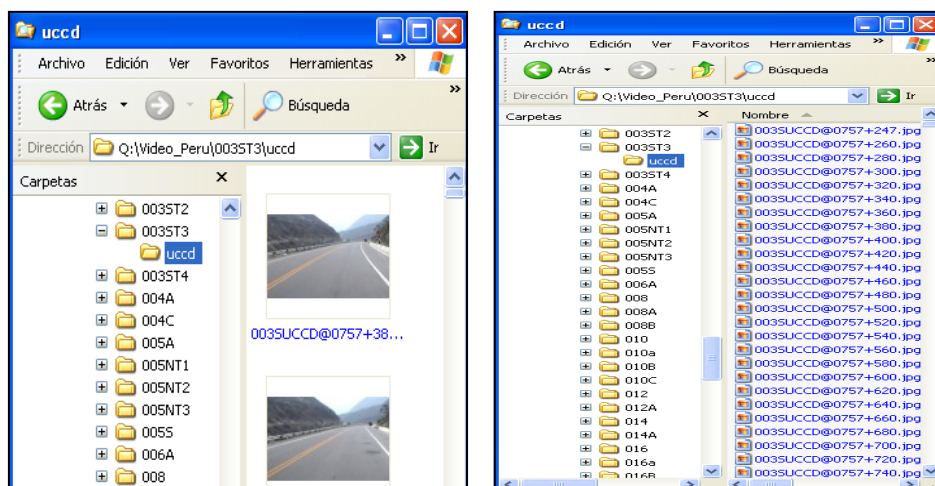 uccd
Archivo Edición Ver Favoritos Herramientas »
Atrás Búsqueda »
Dirección Q:\Video_Peru\003ST3\uccd Ir
Carpetas x
003ST2
003ST3
uccd
003ST4
004A
004C
005A
005NT1
005NT2
005NT3
005S
006A
008
003SUCCD@0757+38...
uccd
Archivo Edición Ver Favoritos Herramientas »
Atrás Búsqueda »
Dirección Q:\Video_Peru\003ST3\uccd Ir
Carpetas x
003ST2
003ST3
uccd
003ST4
004A
004C
005A
005NT1
005NT2
005NT3
005S
006A
008
008A
008B
010
010a
010B
010C
012
012A
014
014A
016
016a
016B
Nombre
003SUCCD@0757+247.jpg
003SUCCD@0757+260.jpg
003SUCCD@0757+280.jpg
003SUCCD@0757+300.jpg
003SUCCD@0757+320.jpg
003SUCCD@0757+340.jpg
003SUCCD@0757+360.jpg
003SUCCD@0757+380.jpg
003SUCCD@0757+400.jpg
003SUCCD@0757+420.jpg
003SUCCD@0757+440.jpg
003SUCCD@0757+460.jpg
003SUCCD@0757+480.jpg
003SUCCD@0757+500.jpg
003SUCCD@0757+520.jpg
003SUCCD@0757+540.jpg
003SUCCD@0757+560.jpg
003SUCCD@0757+580.jpg
003SUCCD@0757+600.jpg
003SUCCD@0757+620.jpg
003SUCCD@0757+640.jpg
003SUCCD@0757+660.jpg
003SUCCD@0757+680.jpg
003SUCCD@0757+700.jpg
003SUCCD@0757+720.jpg
003SUCCD@0757+740.jpg